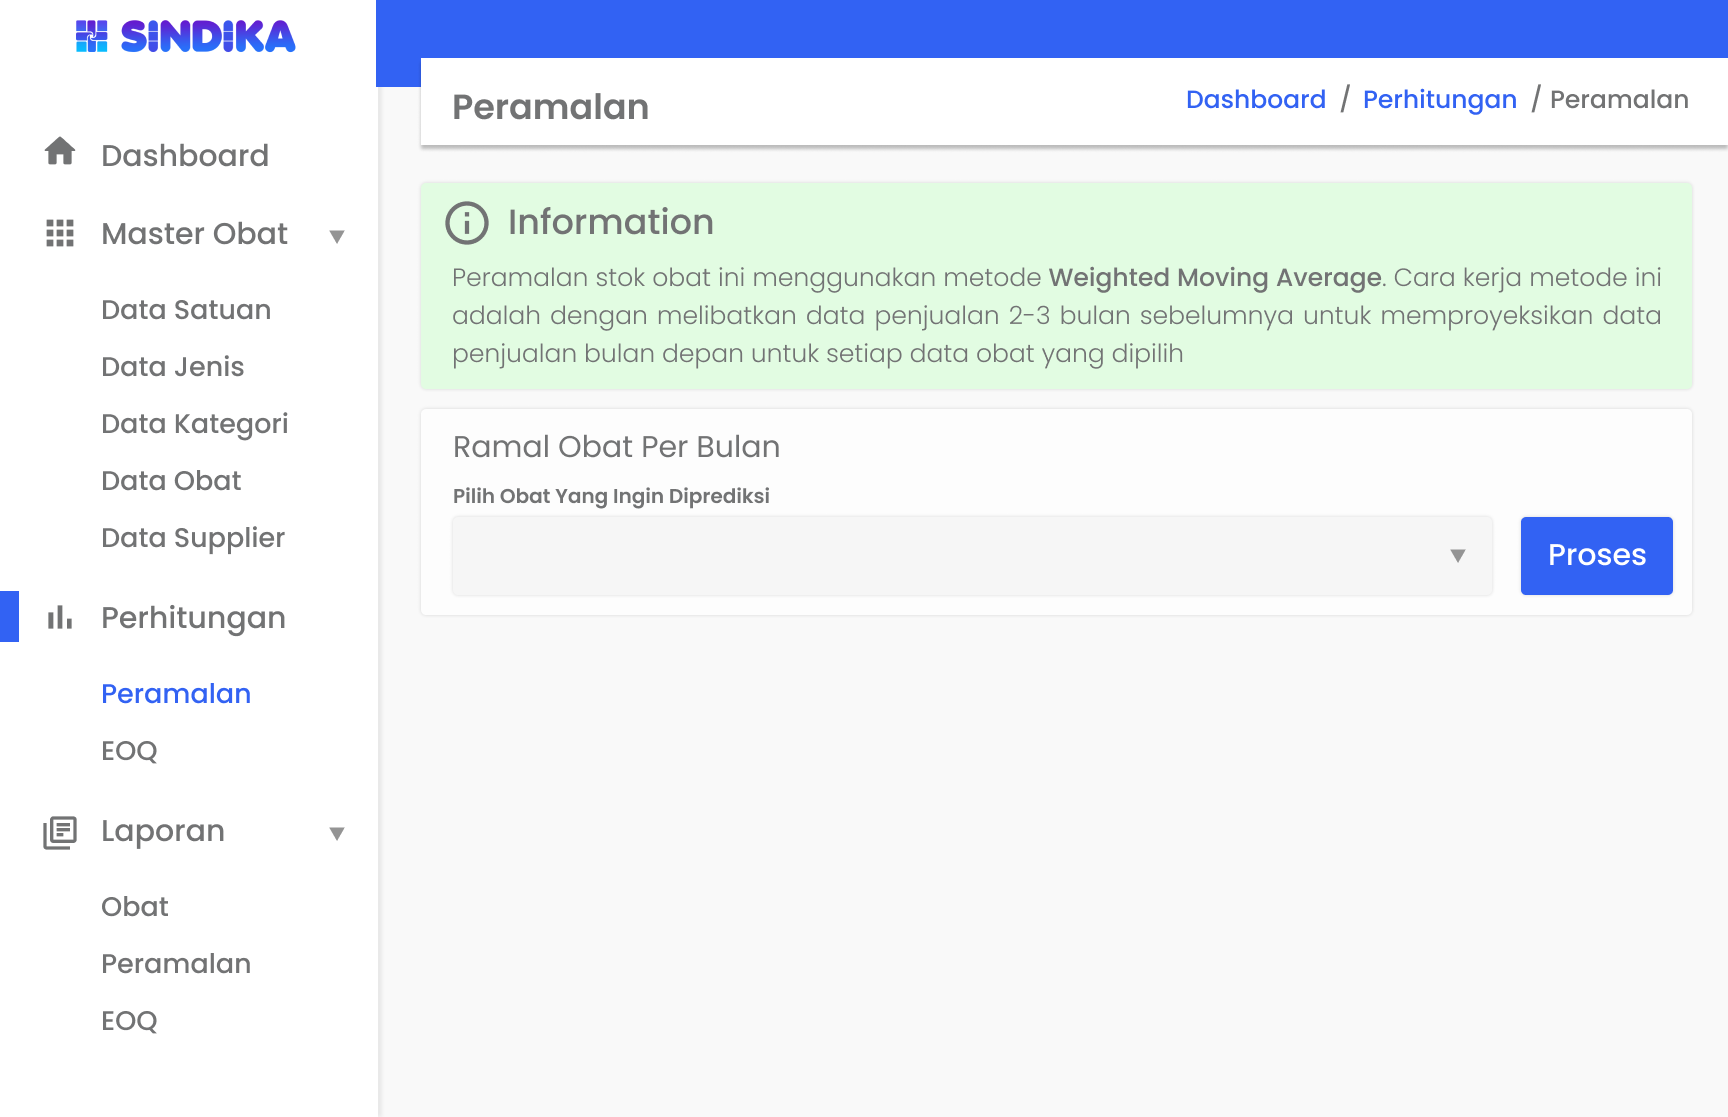 SINDIKA
Dashboard
Master Obat
Data Satuan
Data Jenis
Data Kategori
Data Obat
Data Supplier
Perhitungan
Peramalan
EOQ
Laporan
Obat
Peramalan
EOQ
Peramalan
Dashboard / Perhitungan / Peramalan
Information
Peramalan stok obat ini menggunakan metode Weighted Moving Average. Cara kerja metode ini
adalah dengan melibatkan data penjualan 2-3 bulan sebelumnya untuk memproyeksikan data
penjualan bulan depan untuk setiap data obat yang dipilih
Ramal Obat Per Bulan
Pilih Obat Yang Ingin Diprediksi
Proses